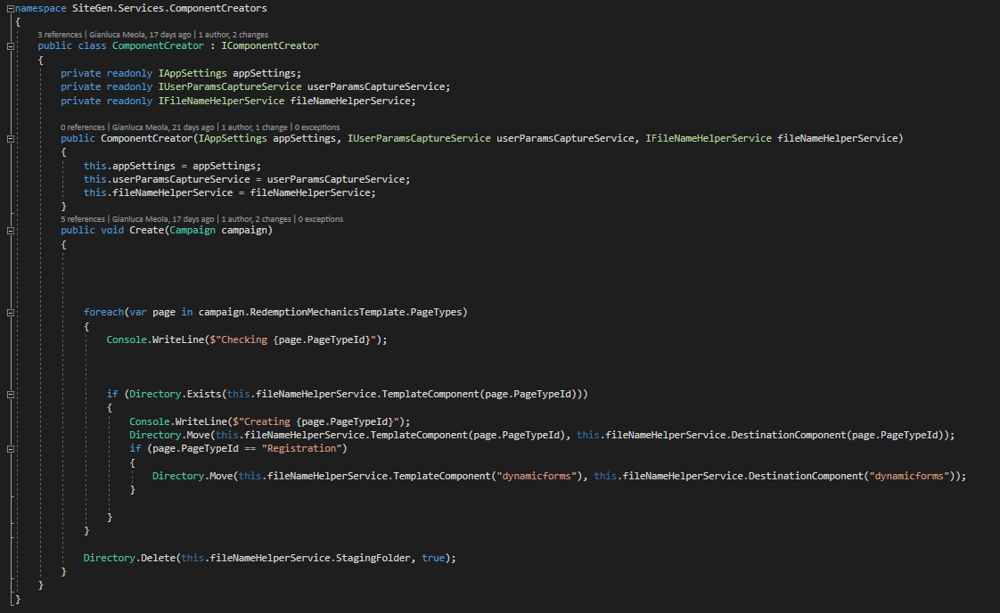 namespace SiteGen.Services.ComponentCreators
{
3 references | Gianluca Meola, 17 days ago | 1 author, 2 changes
public class ComponentCreator : IComponentCreator
{
private readonly IAppSettings appSettings;
private readonly IUserParamsCaptureService userParamsCaptureService;
private readonly IFileNameHelperService fileNameHelperService;
0 references | Gianluca Meola, 21 days ago | 1 author, 1 change | 0 exceptions
public ComponentCreator(IAppSettings appSettings, IUserParamsCaptureService userParamsCaptureService, IFileNameHelperService fileNameHelperService)
{
this.appSettings = appSettings;
this.userParamsCaptureService = userParamsCaptureService;
this.fileNameHelperService = fileNameHelperService;
}
5 references | Gianluca Meola, 17 days ago | 1 author, 2 changes | 0 exceptions
public void Create(Campaign campaign)
{
foreach(var page in campaign.RedemptionMechanicsTemplate.PageTypes)
{
Console.WriteLine($"Checking {page.PageTypeId}");
if (Directory.Exists(this.fileNameHelperService.TemplateComponent(page.PageTypeId)))
{
Console.WriteLine($"Creating {page.PageTypeId}");
Directory.Move(this.fileNameHelperService.TemplateComponent(page.PageTypeId), this.fileNameHelperService.DestinationComponent(page.PageTypeId));
if (page.PageTypeId == "Registration")
{
Directory.Move(this.fileNameHelperService.TemplateComponent("dynamicforms"), this.fileNameHelperService.DestinationComponent("dynamicforms"));
}
}
}
Directory.Delete(this.fileNameHelperService.StagingFolder, true);
}
}
}